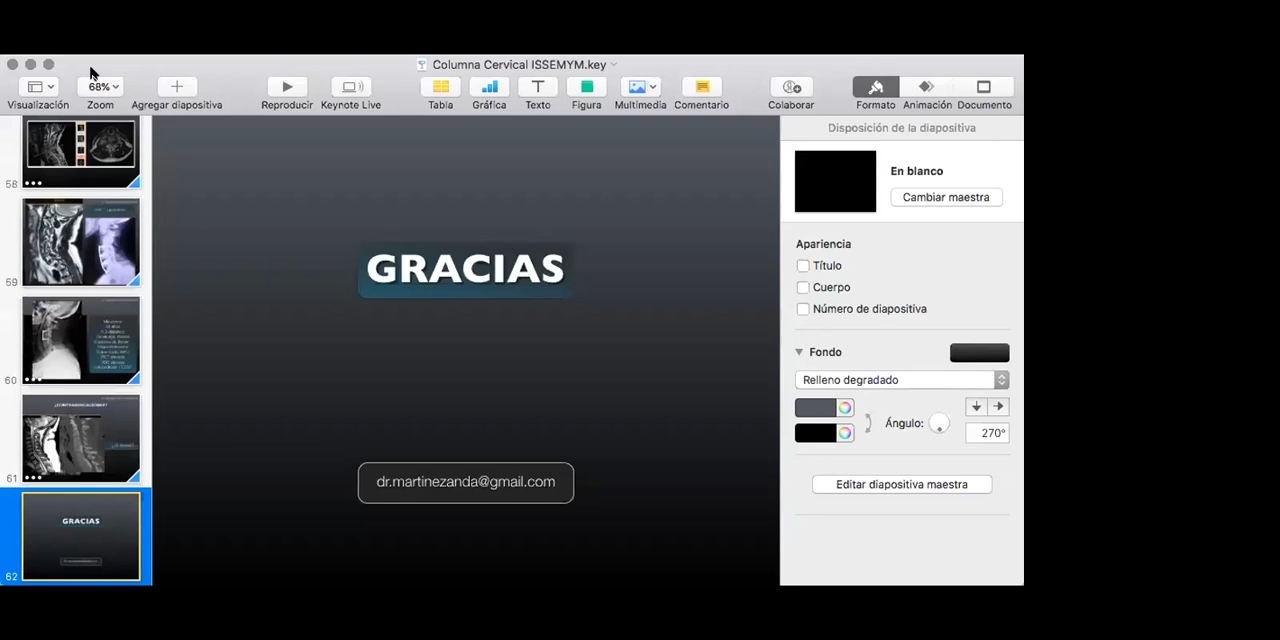 Columna Cervical ISSEMYM.key
68%
Visualización Zoom Agregar diapositiva Reproducir Keynote Live Tabla Gráfica Texto Figura Multimedia Comentario Colaborar Formato Animación Documento
58
59
60
61
62
GRACIAS
GRACIAS
dr.martinezanda@gmail.com
Disposición de la diapositiva
En blanco
Cambiar maestra
Apariencia
Título
Cuerpo
Número de diapositiva
Fondo
Relleno degradado
Ángulo:
270°
Editar diapositiva maestra